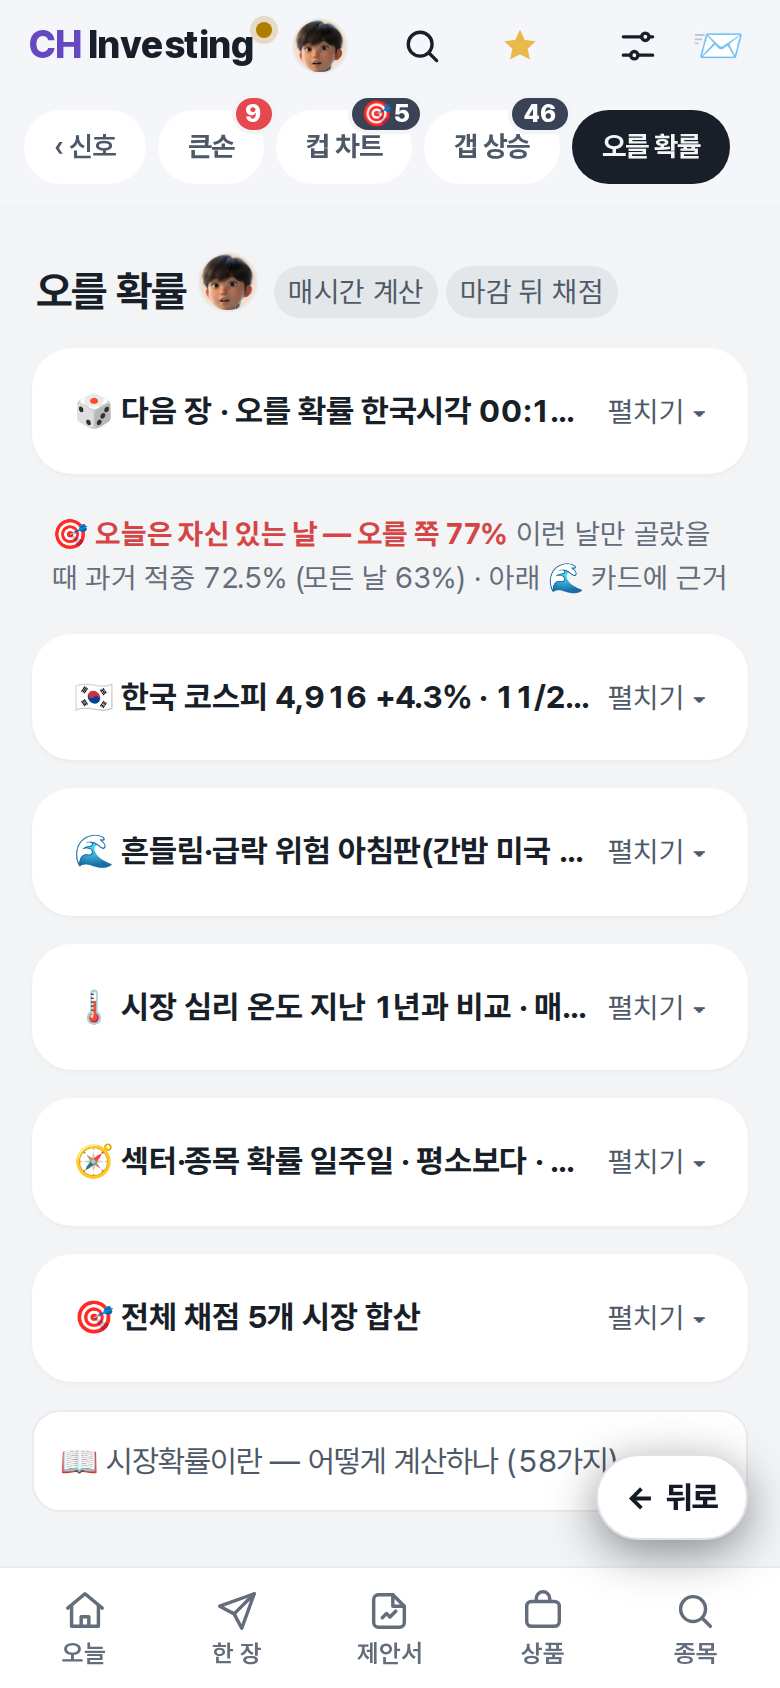 CH Investing
‹ 신호
큰손
9
컵 차트
🎯5
갭 상승
46
오를 확률
오를 확률
매시간 계산
마감 뒤 채점
🎲 다음 장 · 오를 확률 한국시각 00:1... 펼치기
🎯 오늘은 자신 있는 날 — 오를 쪽 77% 이런 날만 골랐을
때 과거 적중 72.5% (모든 날 63%) · 아래 🌊 카드에 근거
🇰🇷 한국 코스피 4,916 +4.3% · 11/2... 펼치기
🌊 흔들림·급락 위험 아침판(간밤 미국 ... 펼치기
🌡️ 시장 심리 온도 지난 1년과 비교 · 매... 펼치기
🧭 섹터·종목 확률 일주일 · 평소보다 · ... 펼치기
🎯 전체 채점 5개 시장 합산 펼치기
📖 시장확률이란 — 어떻게 계산하나 (58가지)
← 뒤로
오늘
한 장
제안서
상품
종목